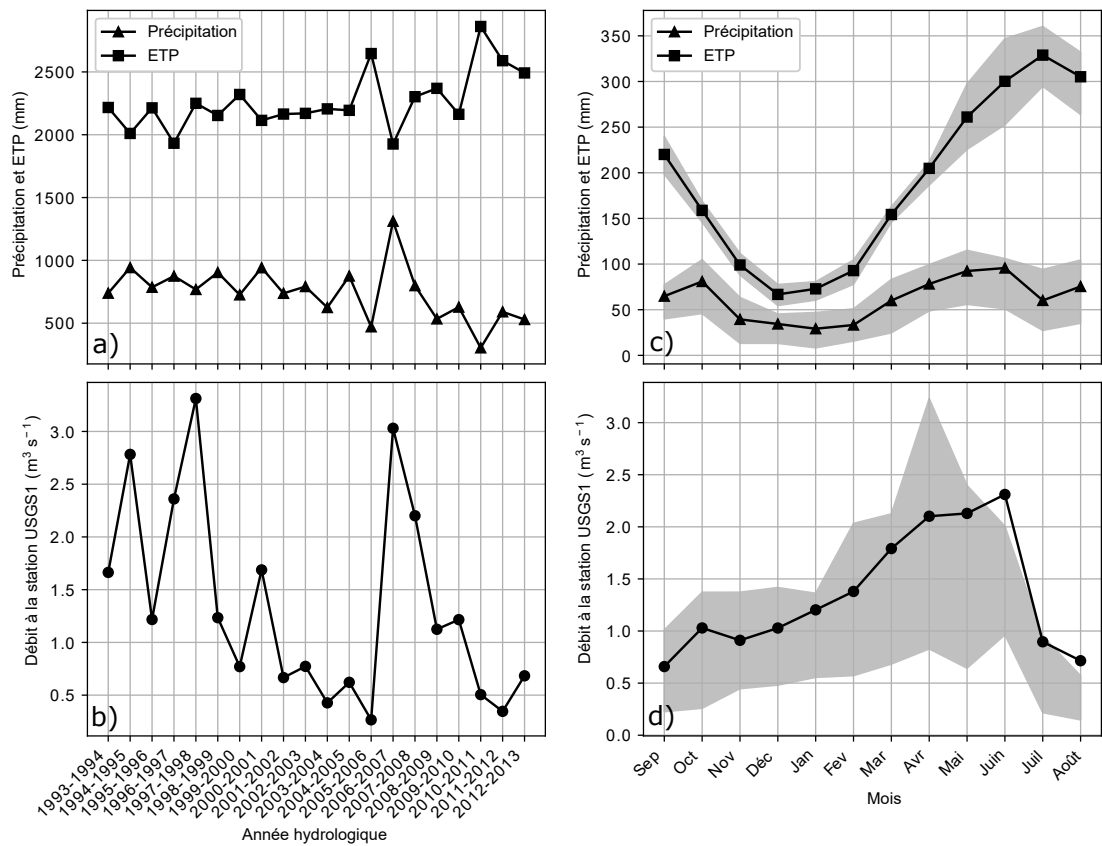 Précipitation
ETP
Précipitation et ETP (mm)
2500
2000
1500
1000
500
a)
Débit à la station USGS1 (m³ s⁻¹)
3.0
2.5
2.0
1.5
1.0
0.5
b)
1993-1994
1994-1995
1995-1996
1996-1997
1997-1998
1998-1999
1999-2000
2000-2001
2001-2002
2002-2003
2003-2004
2004-2005
2005-2006
2006-2007
2007-2008
2008-2009
2009-2010
2010-2011
2011-2012
2012-2013
Année hydrologique
Précipitation
ETP
Précipitation et ETP (mm)
350
300
250
200
150
100
50
0
c)
Débit à la station USGS1 (m³ s⁻¹)
3.0
2.5
2.0
1.5
1.0
0.5
0.0
d)
Sep
Oct
Nov
Déc
Jan
Fev
Mar
Avr
Mai
Juin
Juil
Août
Mois